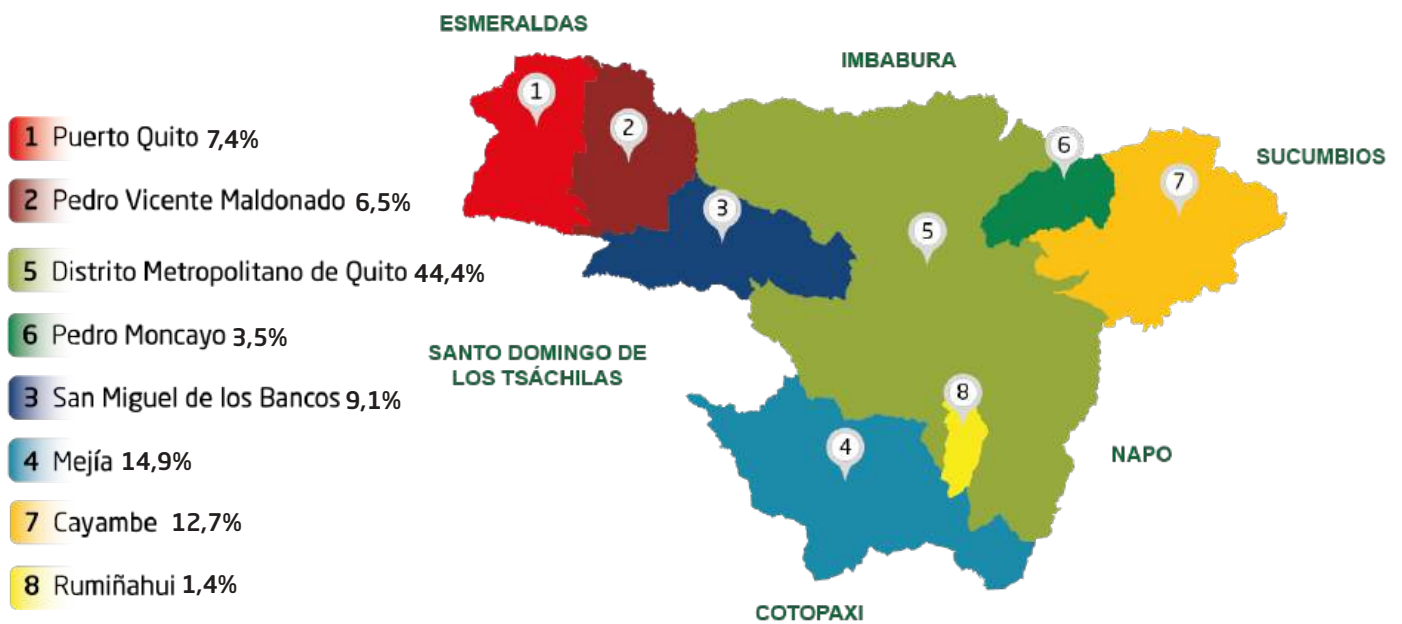 ESMERALDAS
IMBABURA
SUCUMBIOS
1 Puerto Quito 7,4%
2 Pedro Vicente Maldonado 6,5%
5 Distrito Metropolitano de Quito 44,4%
6 Pedro Moncayo 3,5%
3 San Miguel de los Bancos 9,1%
4 Mejía 14,9%
7 Cayambe 12,7%
8 Rumiñahui 1,4%
1
2
3
6
7
5
8
4
SANTO DOMINGO DE
LOS TSÁCHILAS
NAPO
COTOPAXI